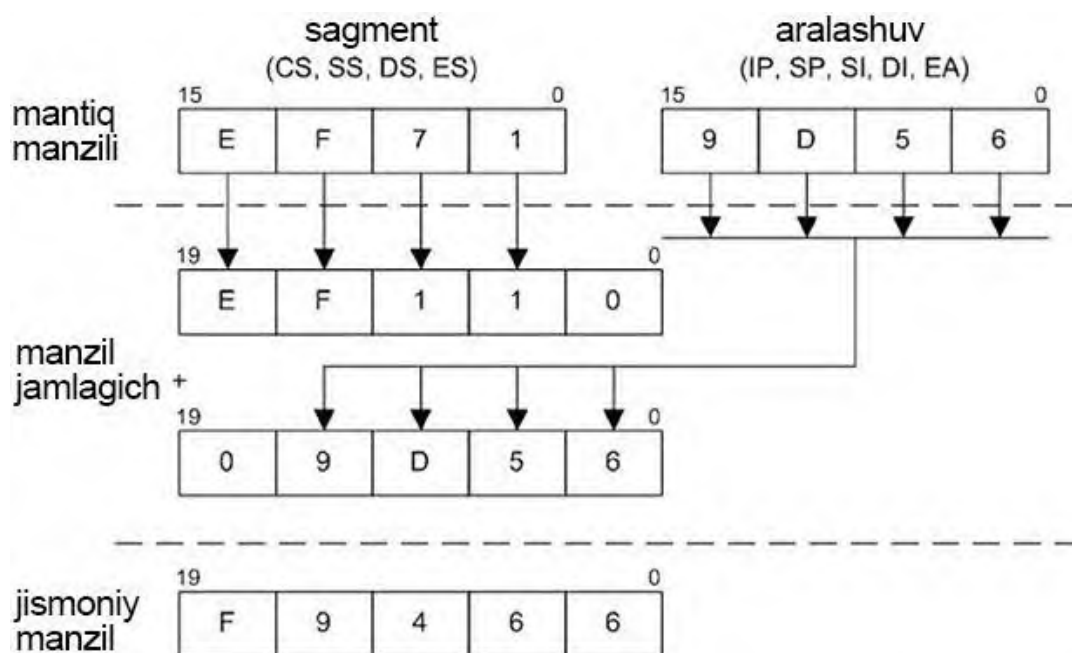 sagment aralashuv
(CS, SS, DS, ES) (IP, SP, SI, DI, EA)
15 0 15 0
mantiq
manzili
E F 7 1 9 D 5 6
19 0
E F 1 1 0
manzil
jamlagich +
19 0
0 9 D 5 6
19 0
jismoniy
manzil
F 9 4 6 6